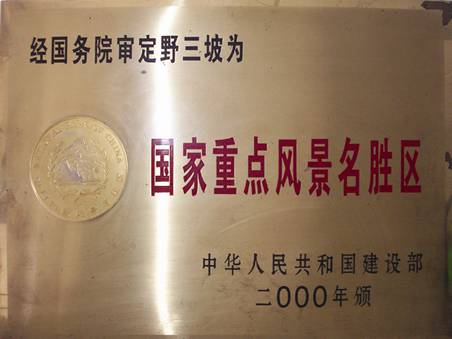 经国务院审定野三坡为
国家重点风景名胜区
中华人民共和国建设部
二000年颁